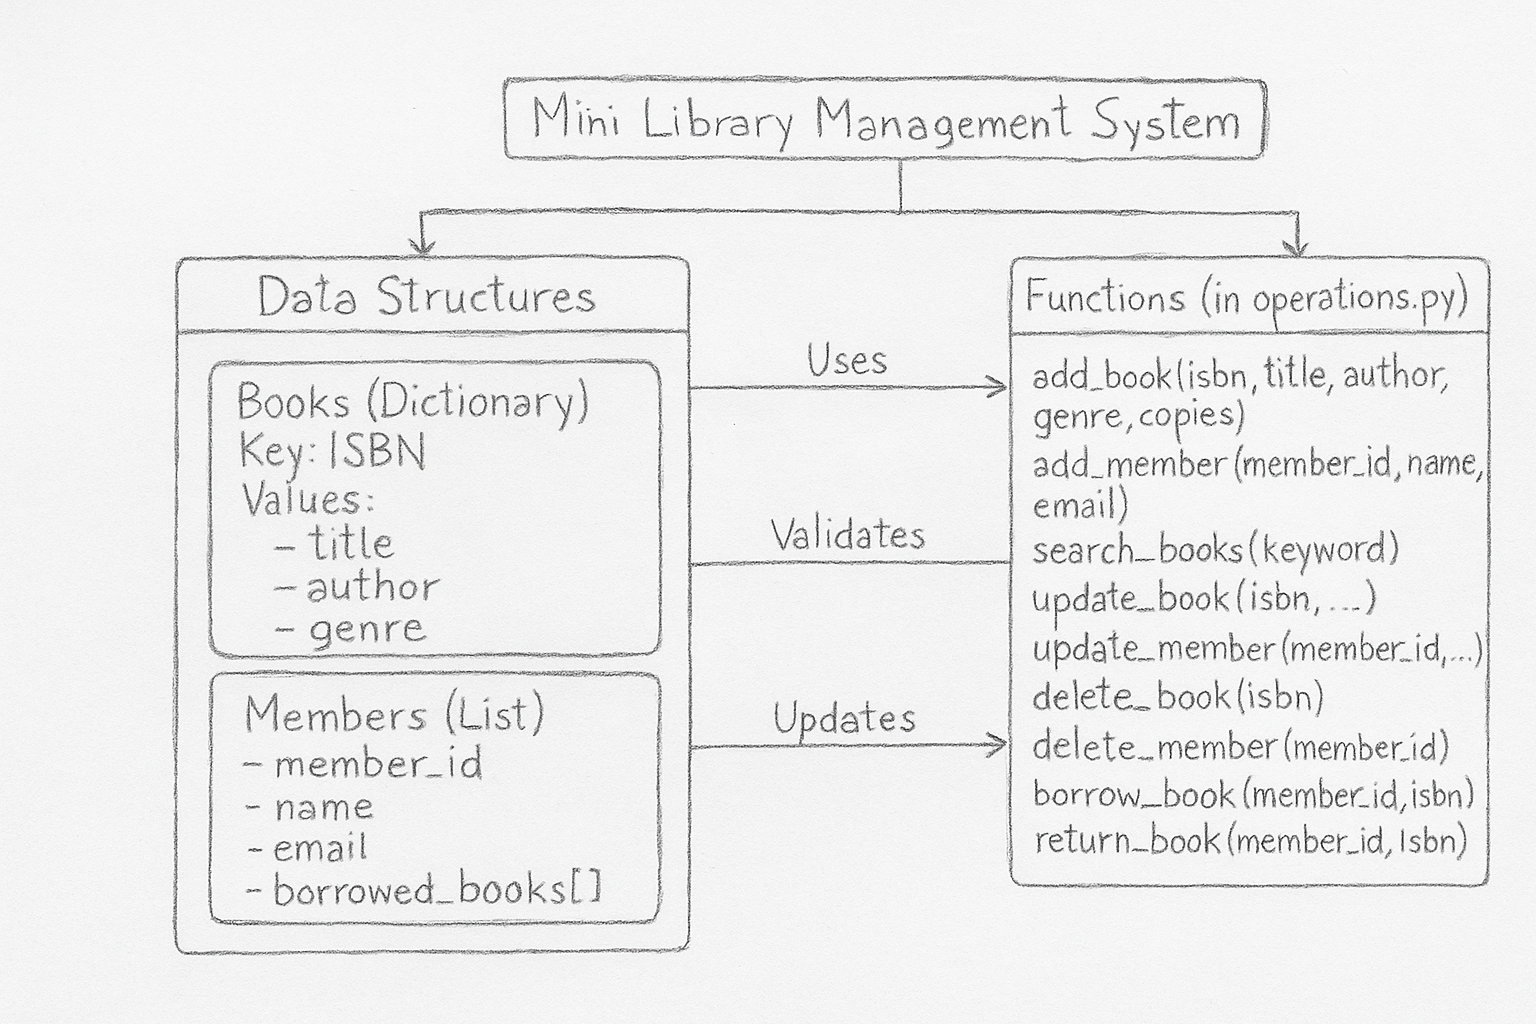 Mini Library Management System
Data Structures
Books (Dictionary)
Key: ISBN
Values:
– title
– author
– genre
Members (List)
– member_id
– name
– email
– borrowed_books[]
Uses
Validates
Updates
Functions (in operations.py)
add_book(isbn, title, author,
genre, copies)
add_member(member_id, name,
email)
search_books(keyword)
update_book(isbn, ...)
update_member(member_id,...)
delete_book(isbn)
delete_member(member_id)
borrow_book(member_id, isbn)
return_book(member_id, Isbn)